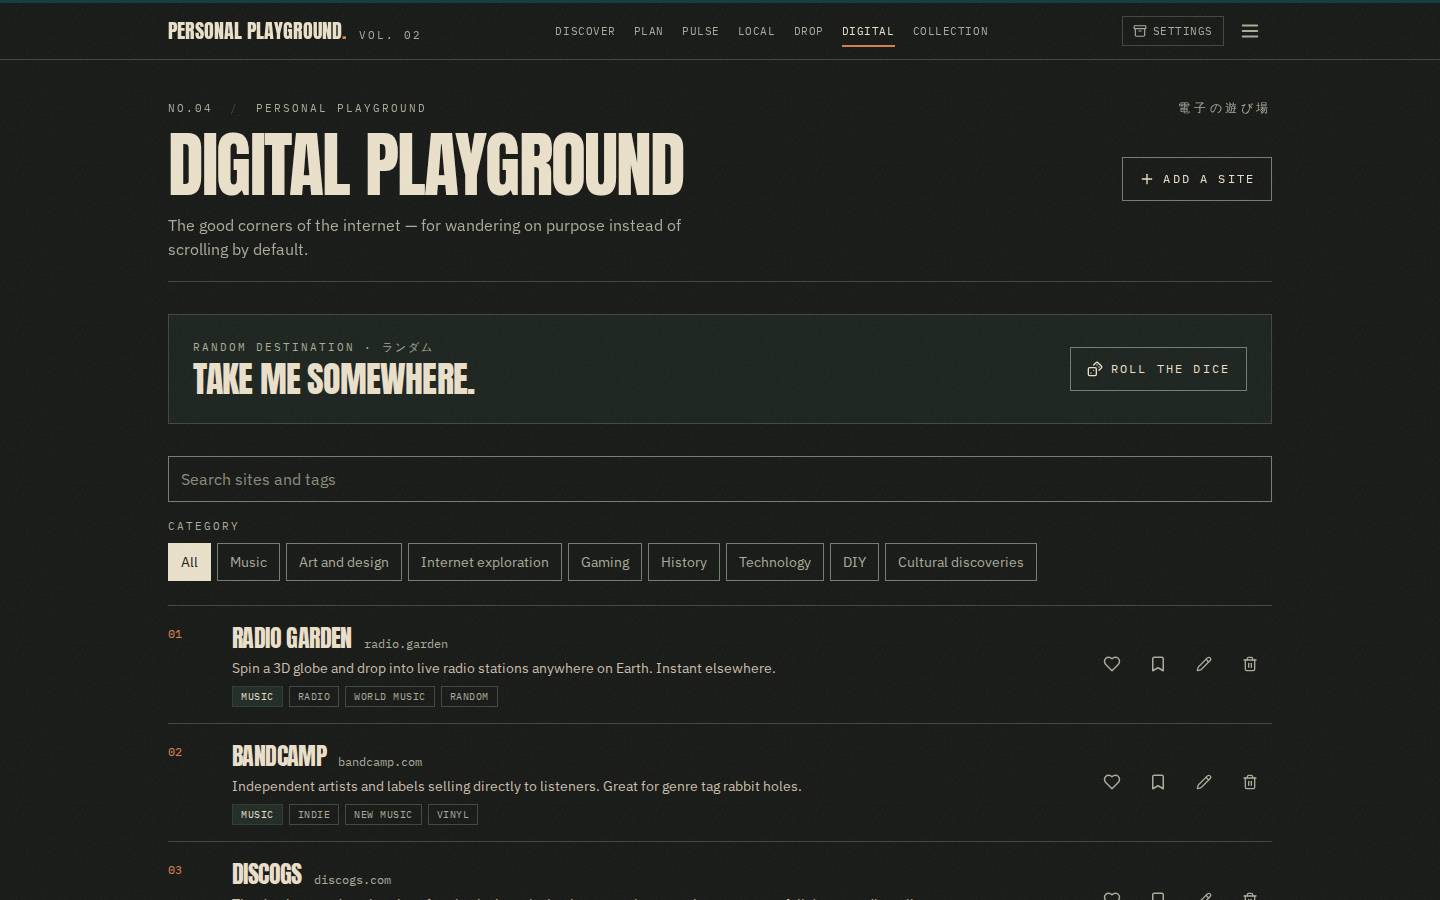 PERSONAL PLAYGROUND. VOL. 02
DISCOVER PLAN PULSE LOCAL DROP DIGITAL COLLECTION
SETTINGS
NO.04 / PERSONAL PLAYGROUND
電子の遊び場
DIGITAL PLAYGROUND
ADD A SITE
The good corners of the internet — for wandering on purpose instead of
scrolling by default.
RANDOM DESTINATION · ランダム
TAKE ME SOMEWHERE.
ROLL THE DICE
Search sites and tags
CATEGORY
All Music Art and design Internet exploration Gaming History Technology DIY Cultural discoveries
01
RADIO GARDEN radio.garden
Spin a 3D globe and drop into live radio stations anywhere on Earth. Instant elsewhere.
MUSIC RADIO WORLD MUSIC RANDOM
02
BANDCAMP bandcamp.com
Independent artists and labels selling directly to listeners. Great for genre tag rabbit holes.
MUSIC INDIE NEW MUSIC VINYL
03
DISCOGS discogs.com